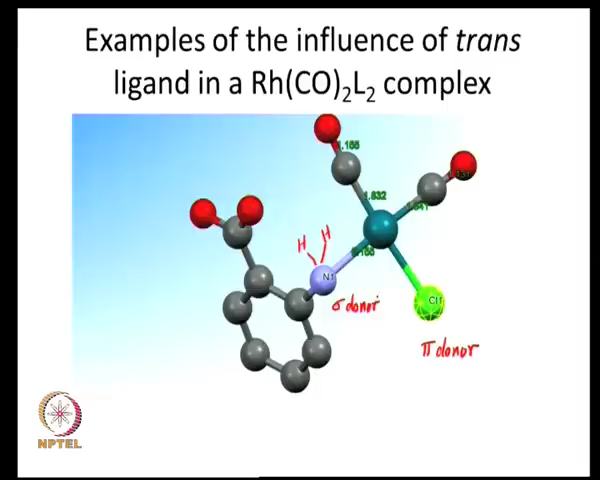 Examples of the influence of trans
ligand in a Rh(CO)2L2 complex
1.832
H H
N1
σ donor
Cl1
π donor
NPTEL